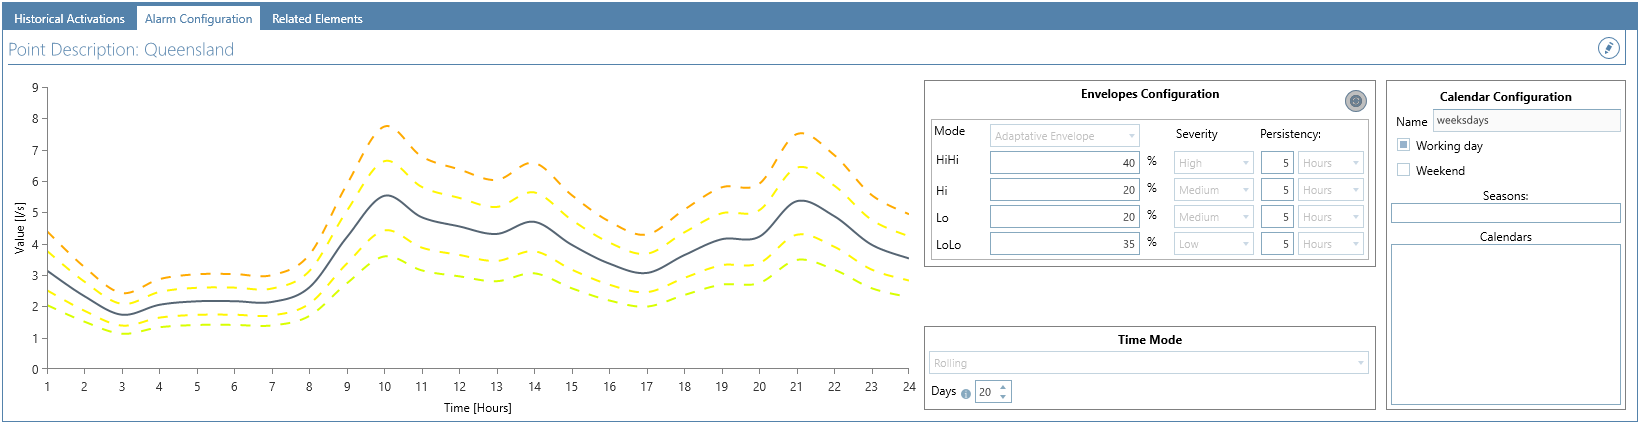 Historical Activations Alarm Configuration Related Elements
Point Description: Queensland
9
8
7
6
5
4
3
2
1
0
Value [l/s]
1 2 3 4 5 6 7 8 9 10 11 12 13 14 15 16 17 18 19 20 21 22 23 24
Time [Hours]
Envelopes Configuration
Mode Adaptative Envelope Severity Persistency:
HiHi 40 % High 5 Hours
Hi 20 % Medium 5 Hours
Lo 20 % Medium 5 Hours
LoLo 35 % Low 5 Hours
Time Mode
Rolling
Days 20
Calendar Configuration
Name weeksdays
Working day
Weekend
Seasons:
Calendars